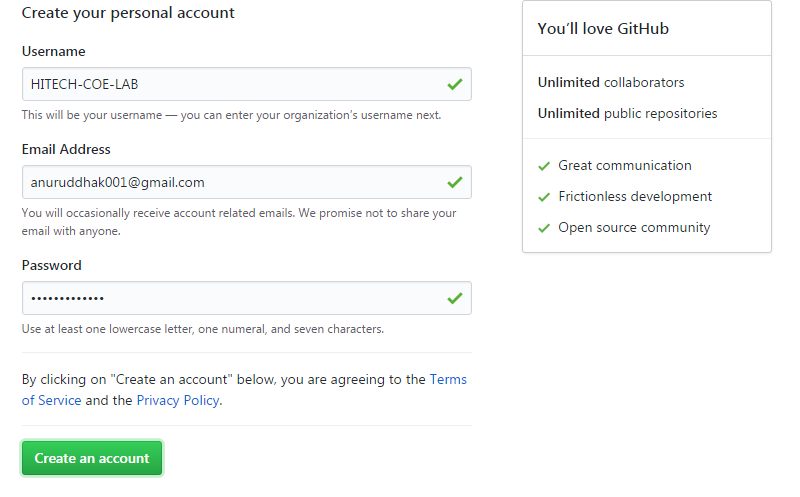 Create your personal account
Username
HITECH-COE-LAB
This will be your username — you can enter your organization's username next.
Email Address
anuruddhak001@gmail.com
You will occasionally receive account related emails. We promise not to share your
email with anyone.
Password
•••••••••••••
Use at least one lowercase letter, one numeral, and seven characters.
By clicking on "Create an account" below, you are agreeing to the Terms
of Service and the Privacy Policy.
Create an account
You'll love GitHub
Unlimited collaborators
Unlimited public repositories
Great communication
Frictionless development
Open source community